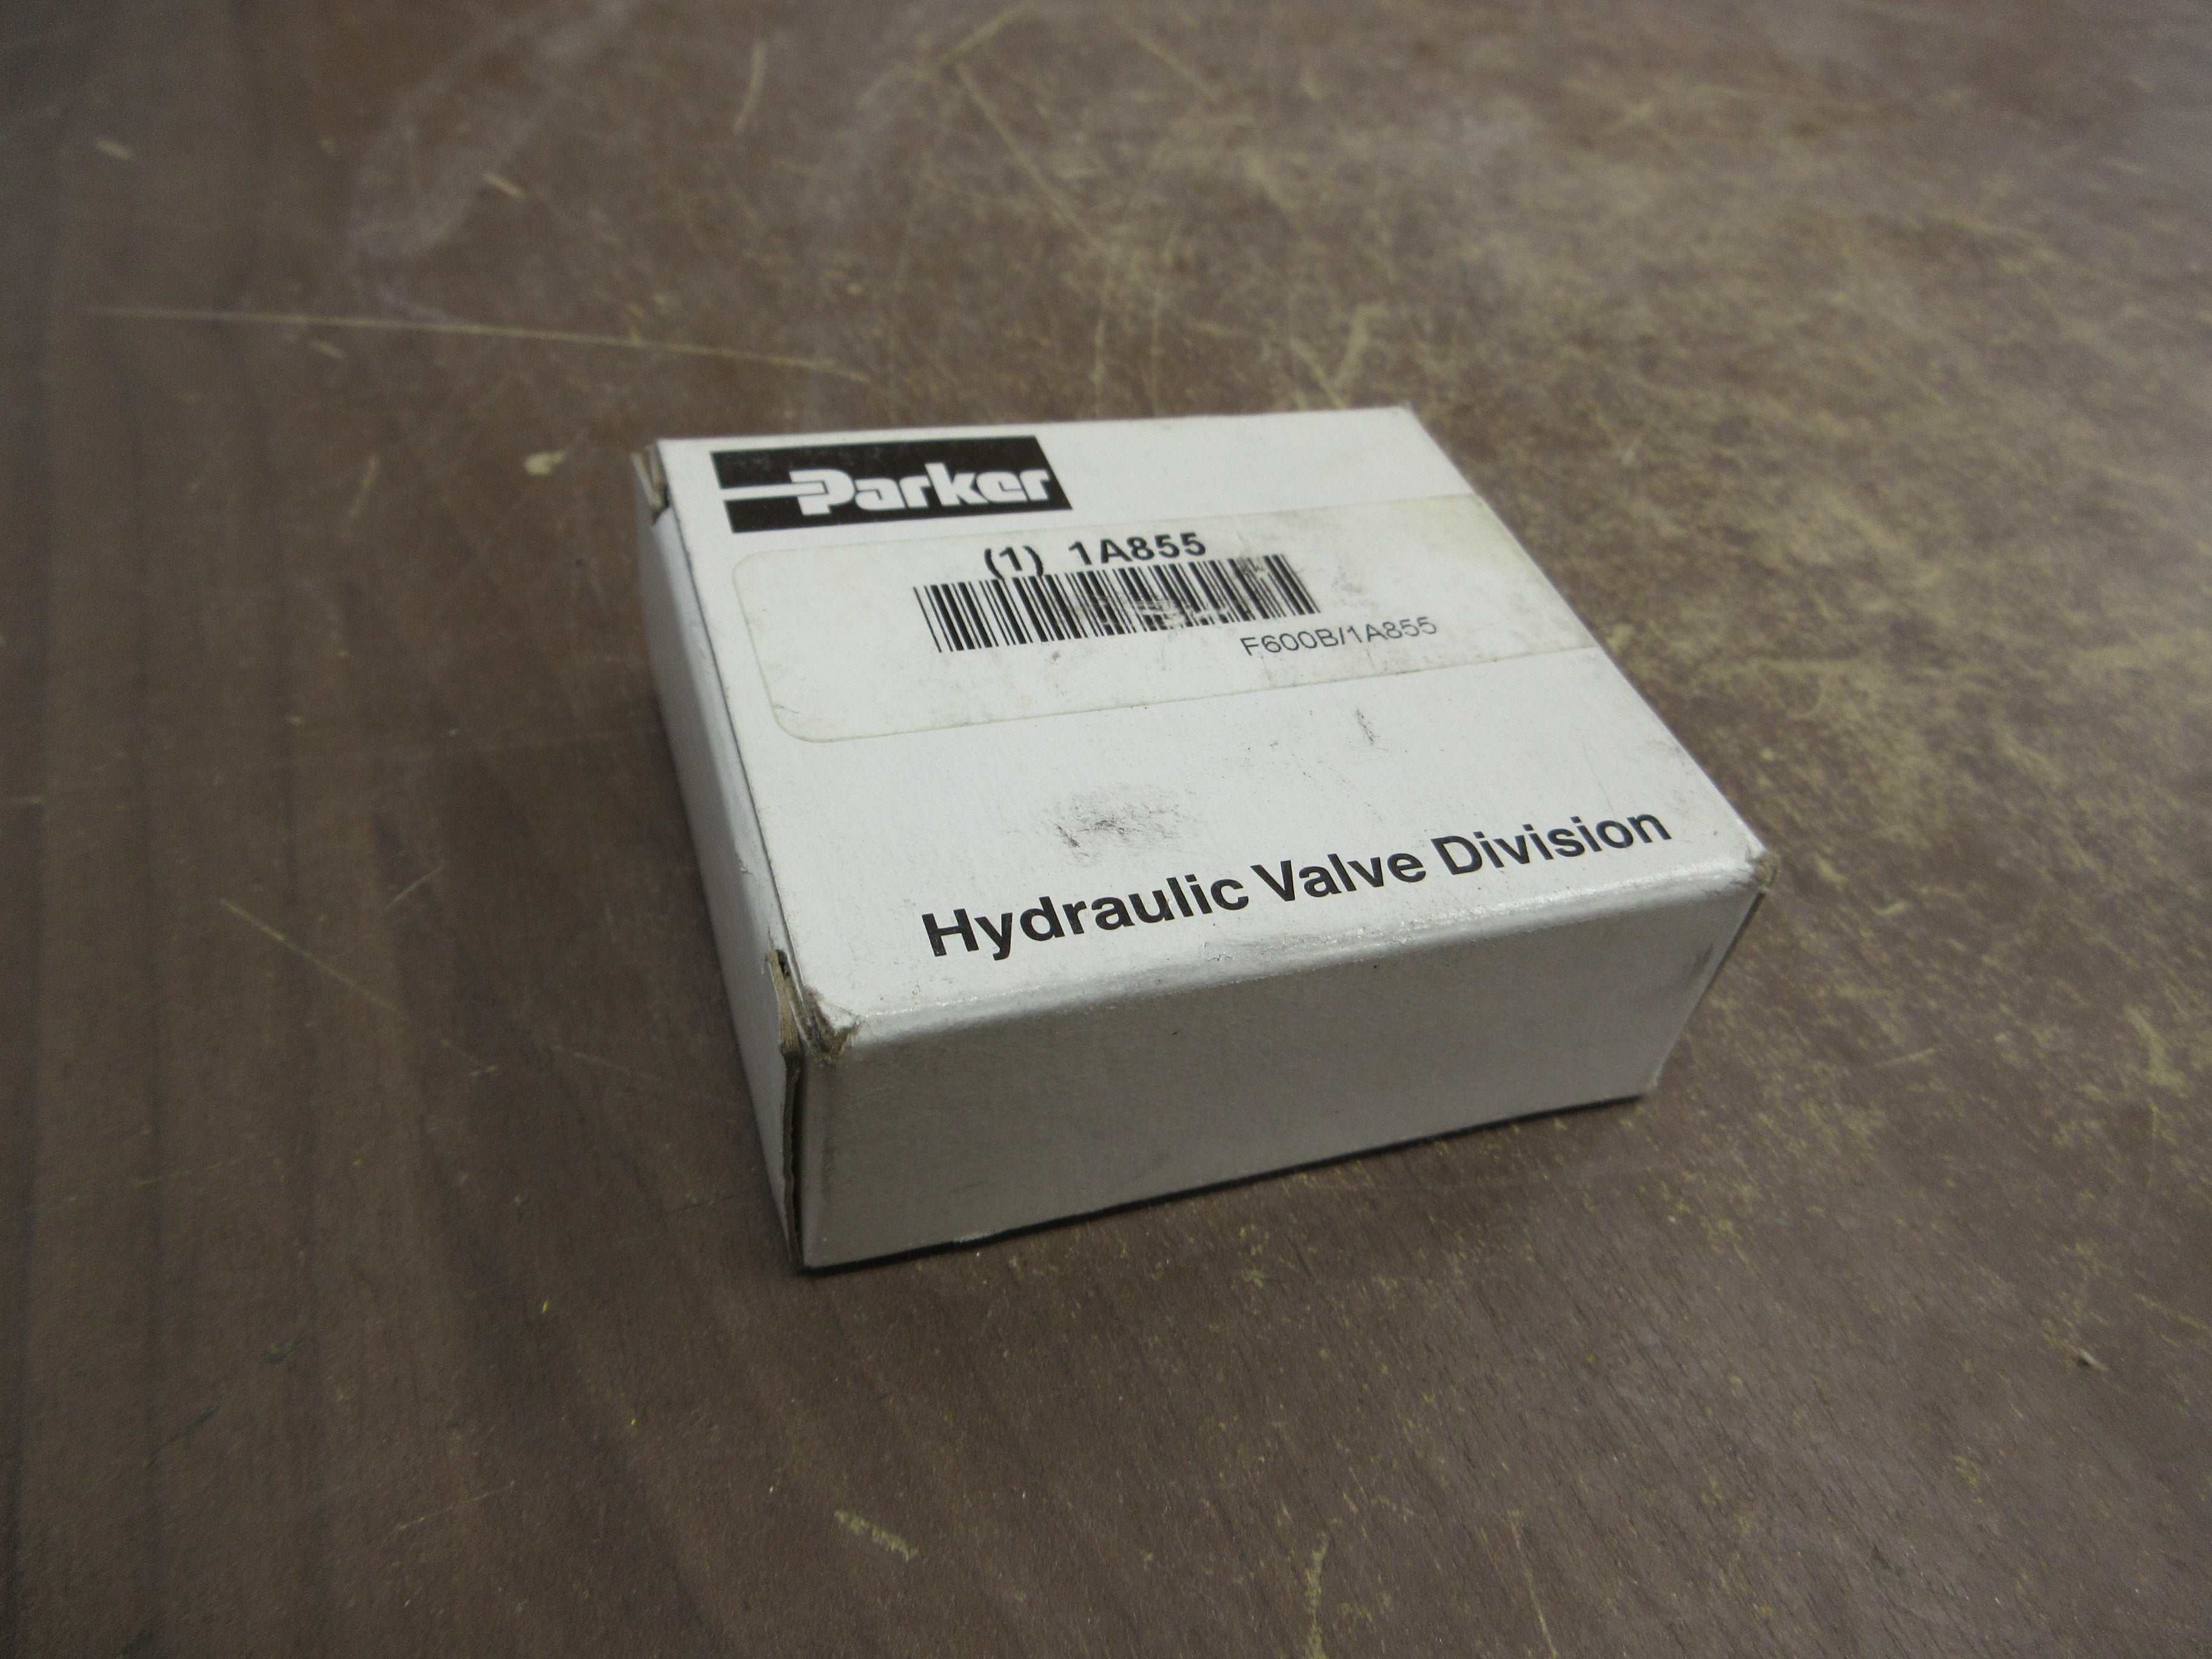 Parker
(1) 1A855
F600B/1A855
Hydraulic Valve Division